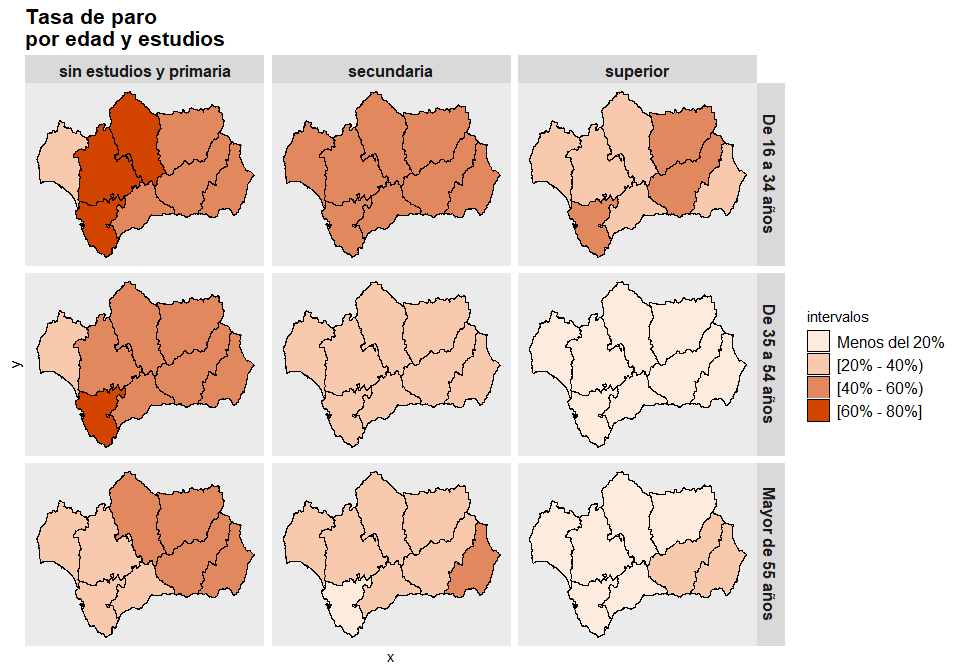 Tasa de paro
por edad y estudios
sin estudios y primaria
secundaria
superior
De 16 a 34 años
De 35 a 54 años
Mayor de 55 años
y
x
intervalos
Menos del 20%
[20% - 40%)
[40% - 60%)
[60% - 80%]